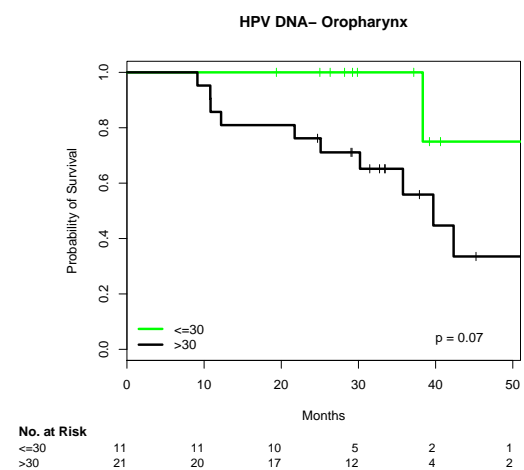 HPV DNA− Oropharynx
Probability of Survival
1.0
0.8
0.6
0.4
0.2
0.0
<=30
>30
p = 0.07
0 10 20 30 40 50
Months
No. at Risk
<=30 11 11 10 5 2 1
>30 21 20 17 12 4 2